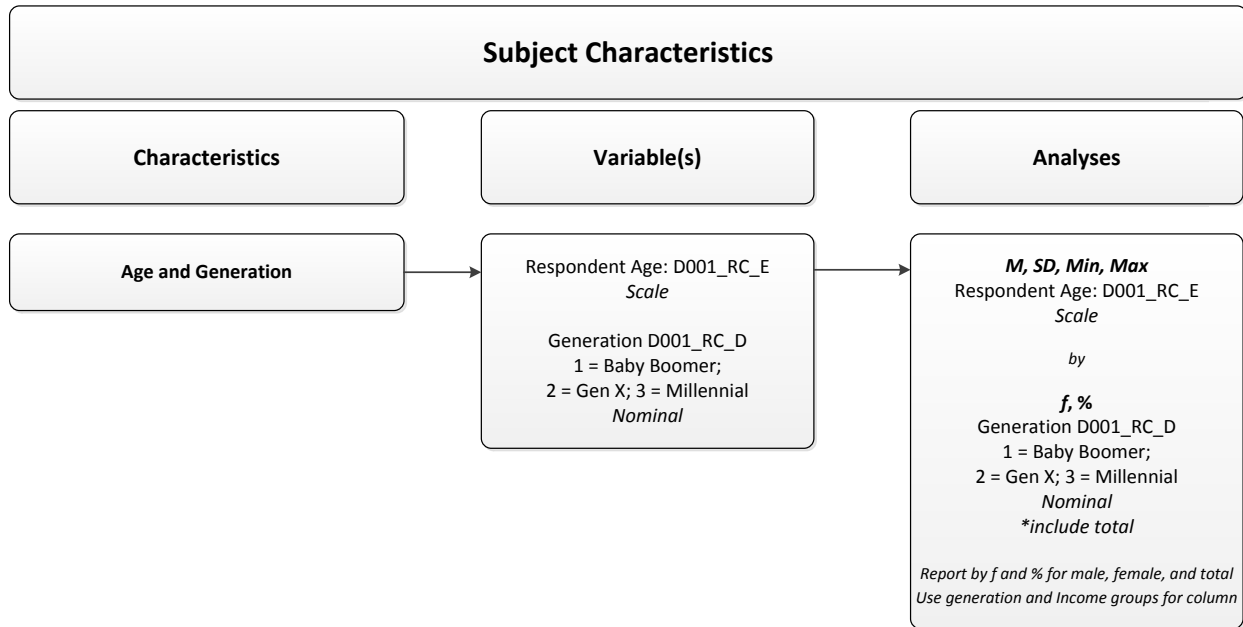 Subject Characteristics
Characteristics
Variable(s)
Analyses
Age and Generation
Respondent Age: D001_RC_E
Scale
Generation D001_RC_D
1 = Baby Boomer;
2 = Gen X; 3 = Millennial
Nominal
M, SD, Min, Max
Respondent Age: D001_RC_E
Scale
by
f, %
Generation D001_RC_D
1 = Baby Boomer;
2 = Gen X; 3 = Millennial
Nominal
*include total
Report by f and % for male, female, and total
Use generation and Income groups for column